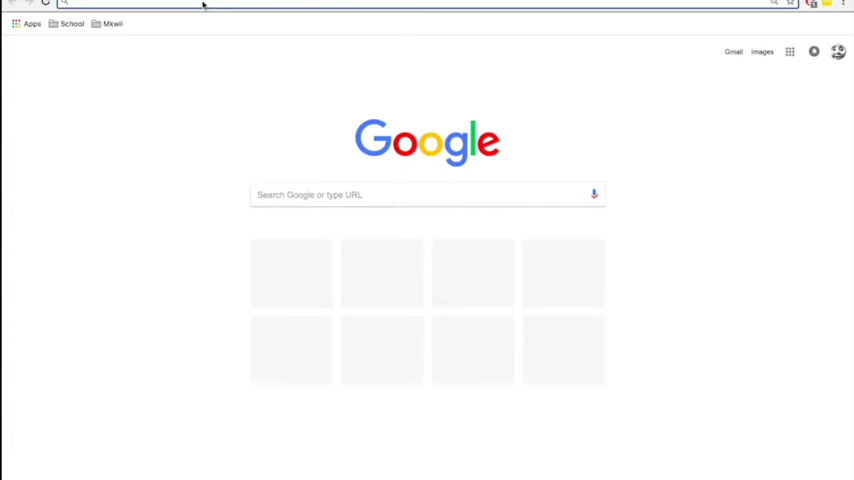 Apps School Mkwii
Gmail Images
Google
Search Google or type URL